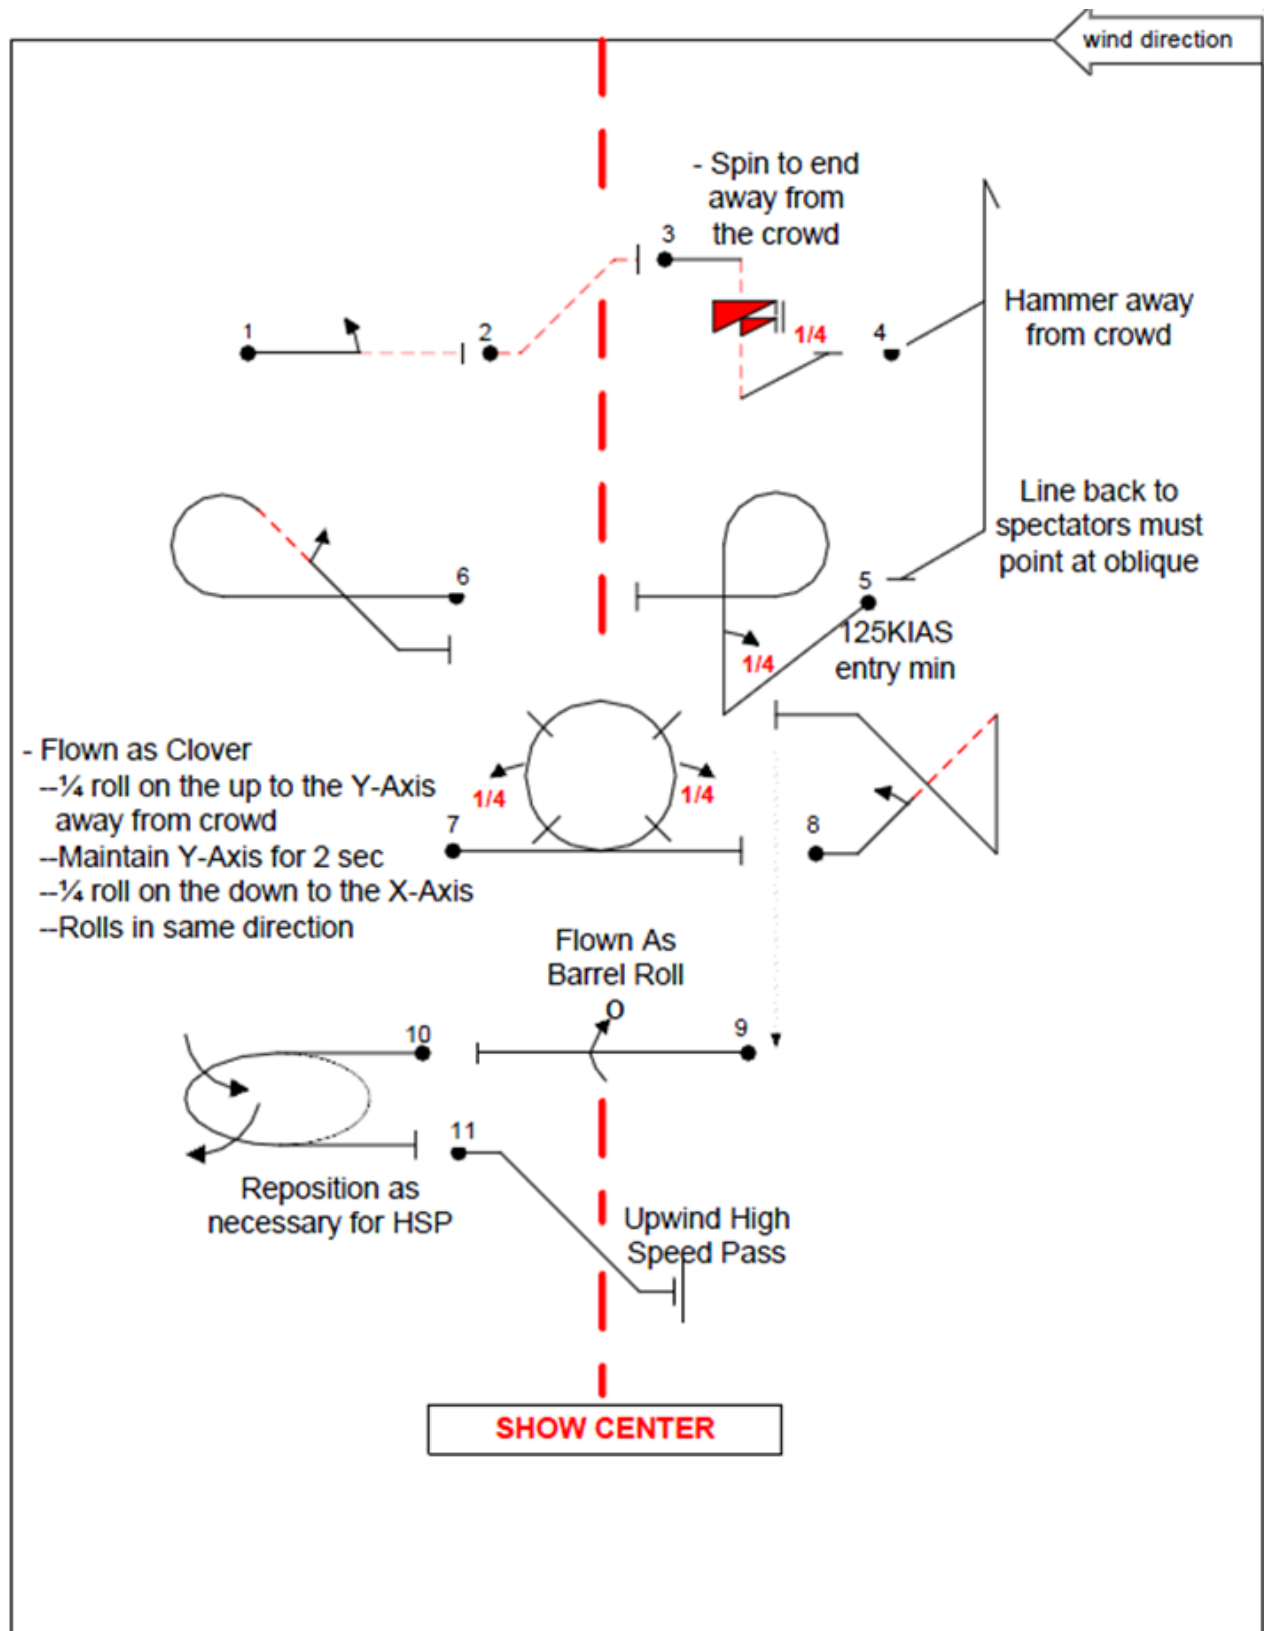 wind direction
- Spin to end
away from
the crowd
3
1
2
1/4
4
Hammer away
from crowd
Line back to
spectators must
point at oblique
6
5
125KIAS
entry min
1/4
- Flown as Clover
--¼ roll on the up to the Y-Axis
away from crowd
--Maintain Y-Axis for 2 sec
--¼ roll on the down to the X-Axis
--Rolls in same direction
1/4
1/4
7
8
Flown As
Barrel Roll
O
10
9
11
Reposition as
necessary for HSP
Upwind High
Speed Pass
SHOW CENTER